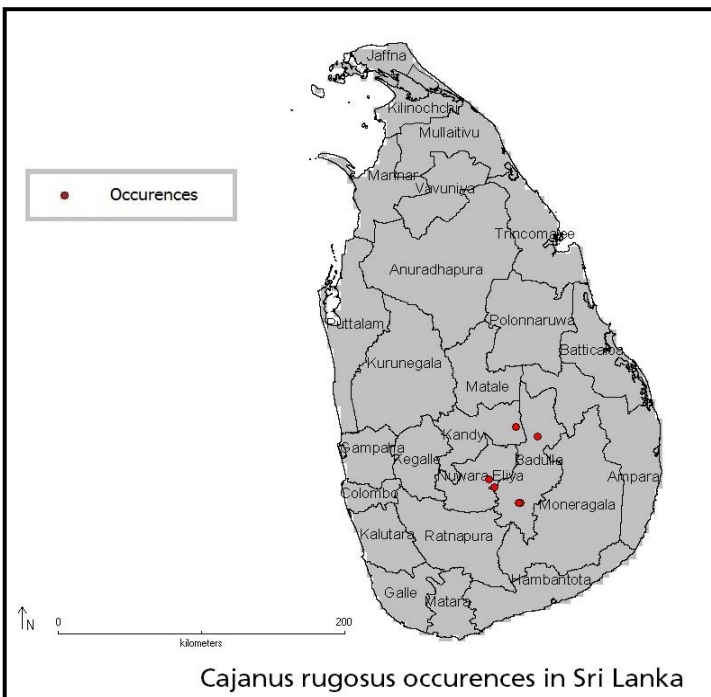 Jaffna
Kilinochchi
Mullaitivu
Mannar
Vavuniya
Trincomalee
Anuradhapura
Occurences
Puttalam
Polonnaruwa
Batticaloa
Kurunegala
Matale
Kandy
Gampaha
Kegalle
Badulla
Nuwara Eliya
Ampara
Colombo
Moneragala
Kalutara
Ratnapura
Hambantota
Galle
Matara
N
0
200
kilometers
Cajanus rugosus occurences in Sri Lanka